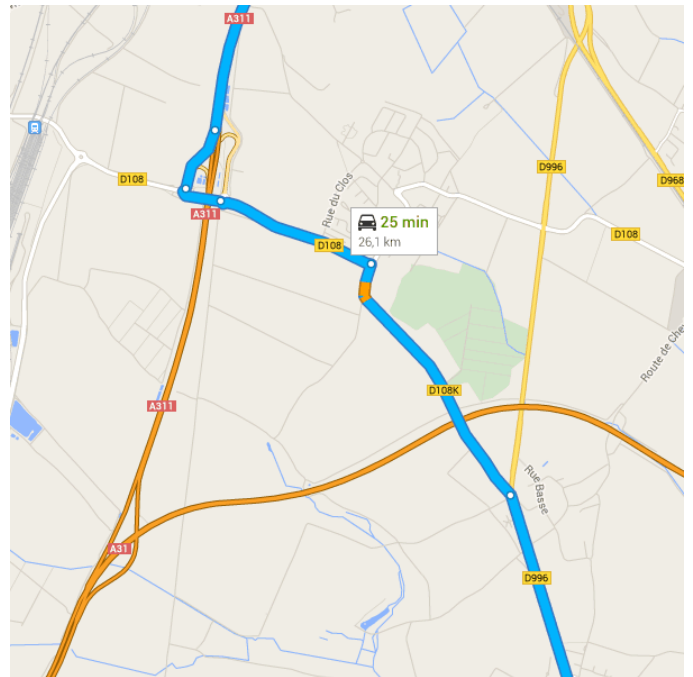 A311
D108
A311
Rue du Clos
D996
D968
25 min
26,1 km
D108
D108
Route de Che
D108K
A311
Rue Basse
A31
D996